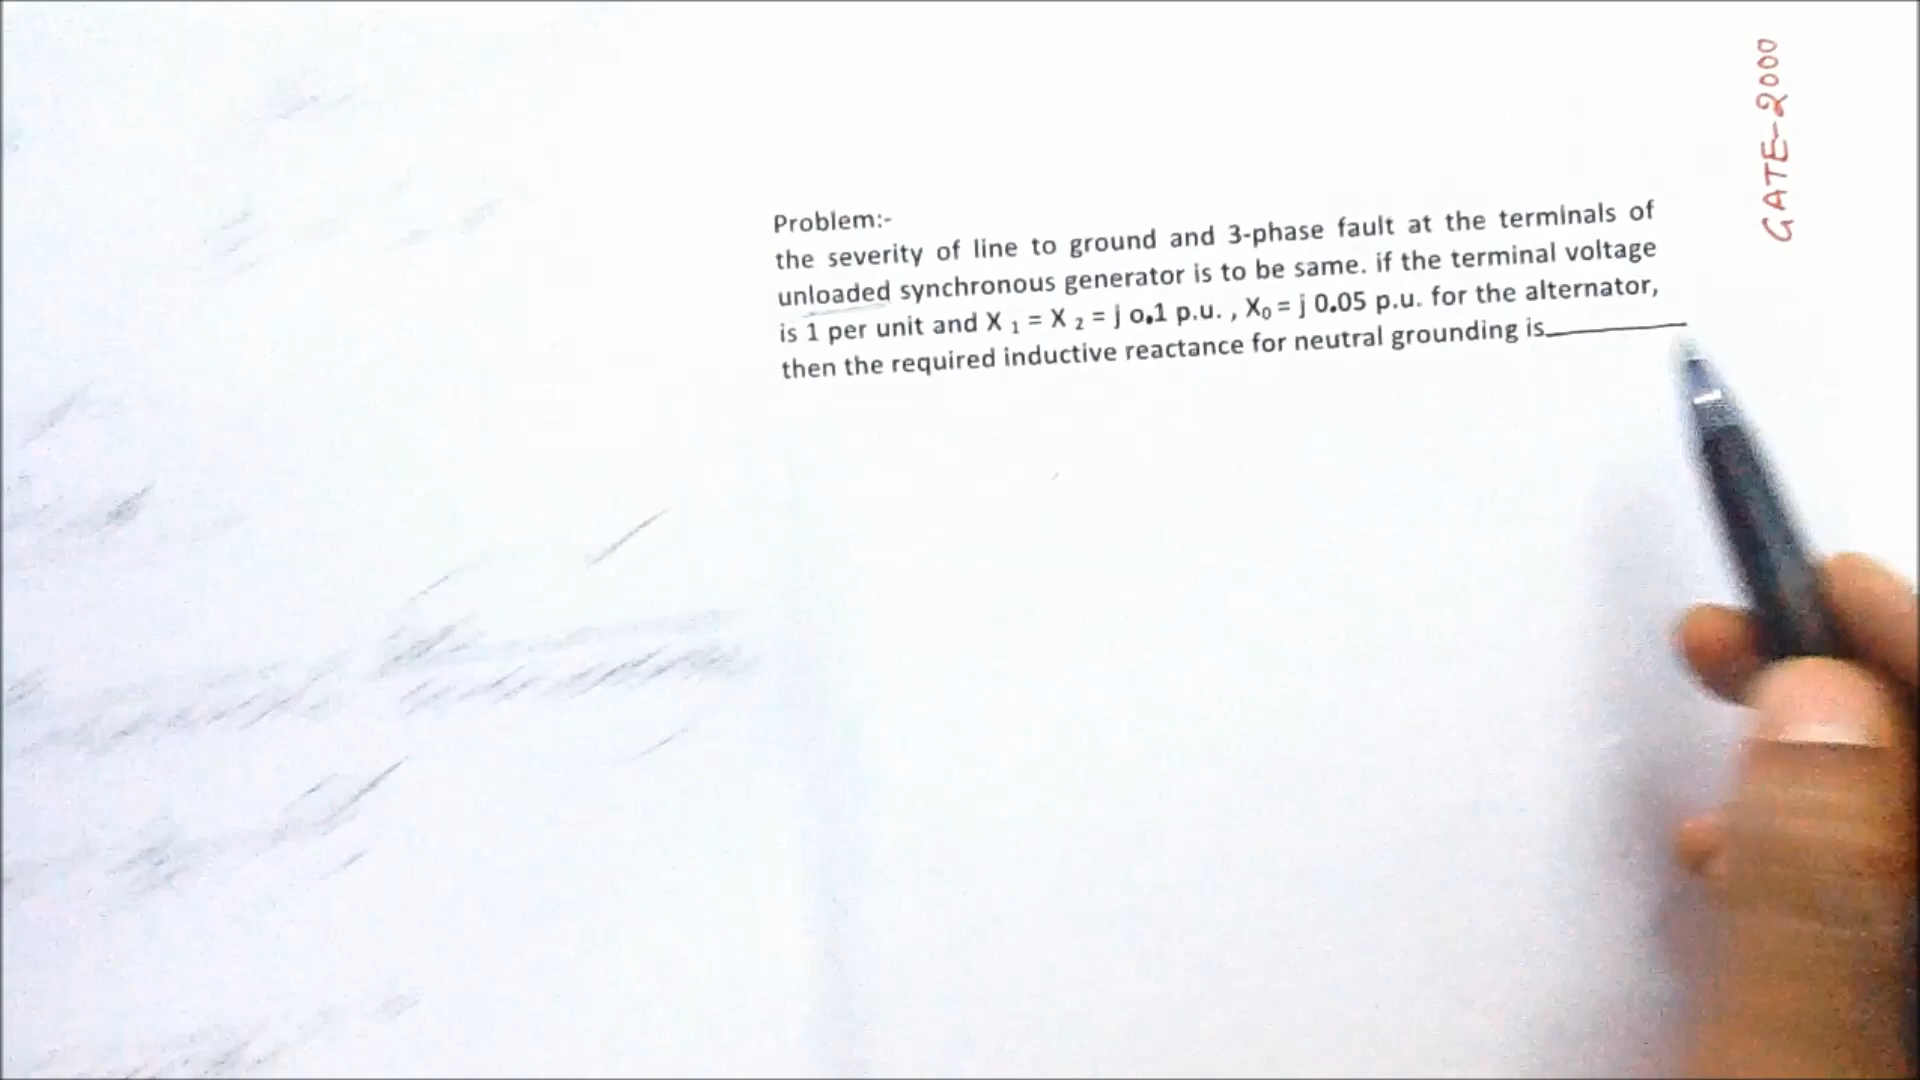 Problem:-
the severity of line to ground and 3-phase fault at the terminals of
unloaded synchronous generator is to be same. if the terminal voltage
is 1 per unit and X 1 = X 2 = j o.1 p.u. , X0 = j 0.05 p.u. for the alternator,
then the required inductive reactance for neutral grounding is
GATE-2000